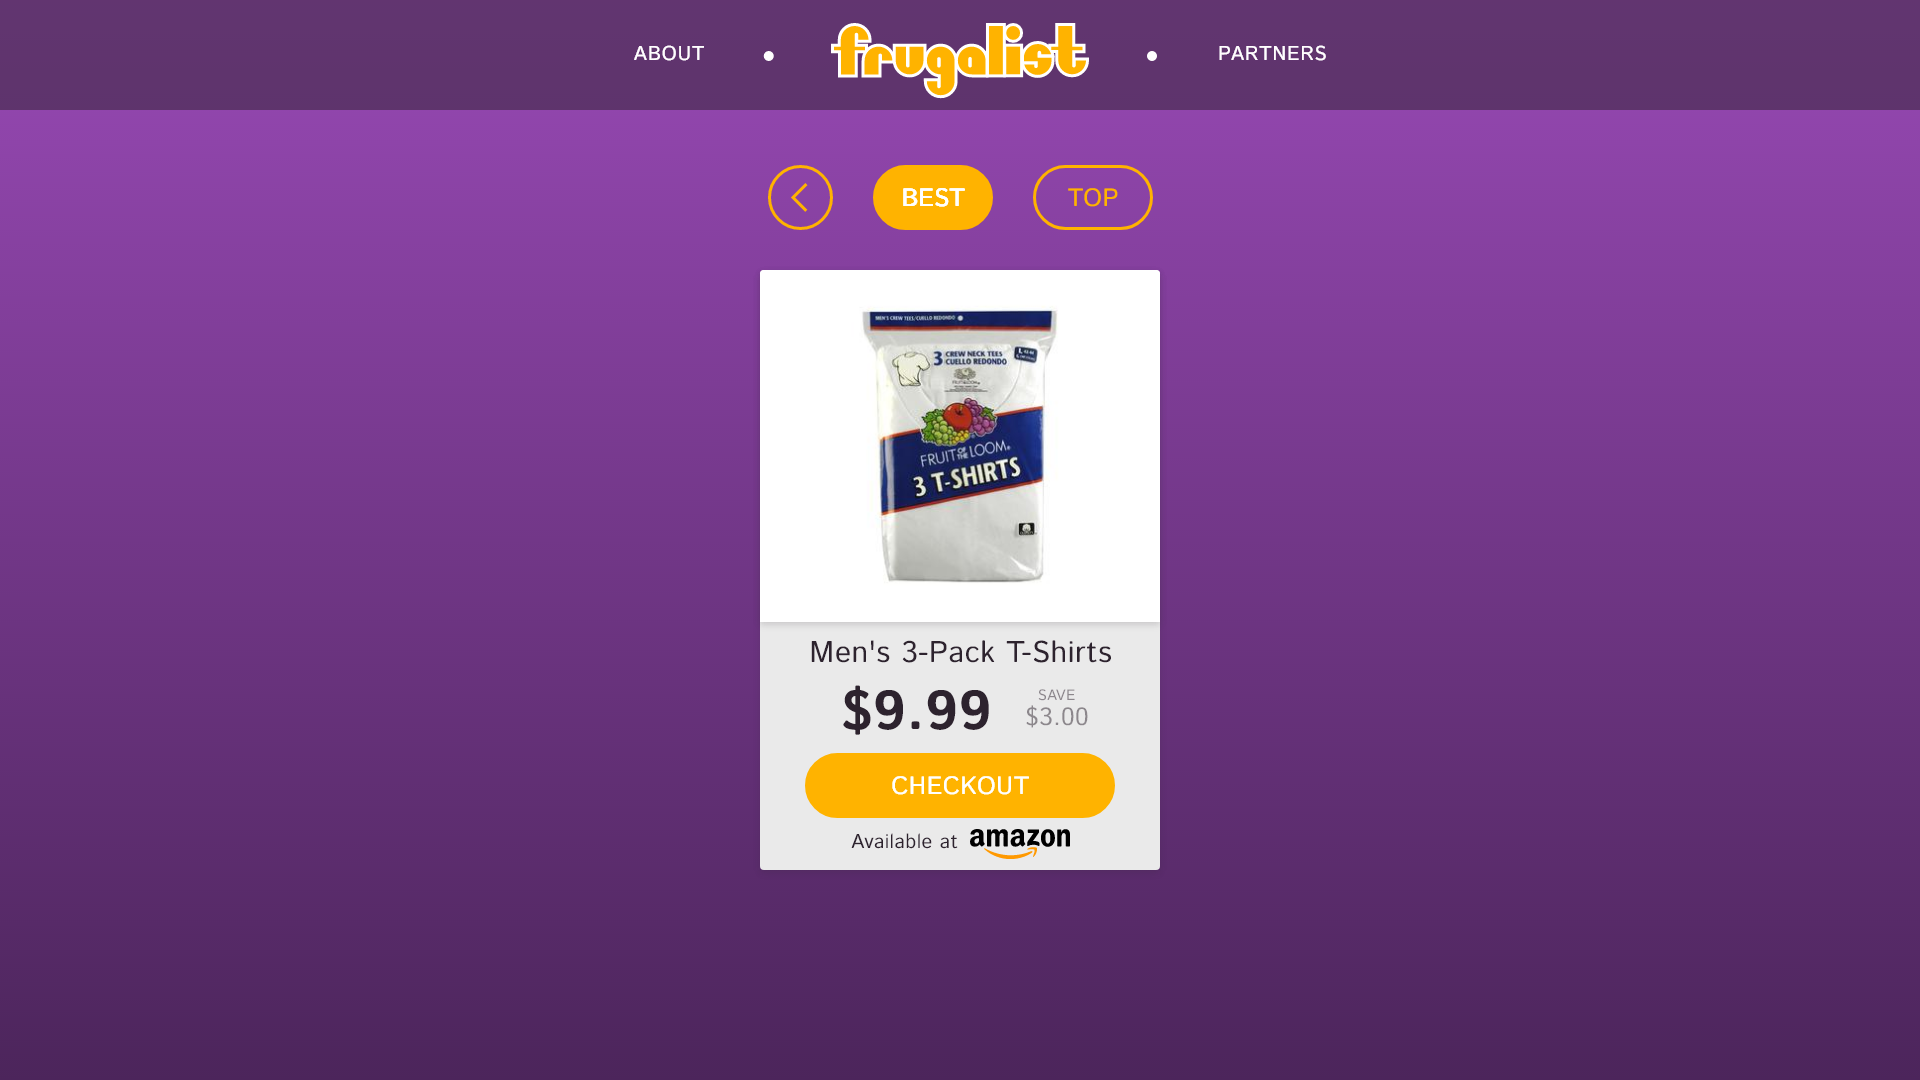 ABOUT
frugalist
PARTNERS
BEST
TOP
MEN'S CREW TEES/CUELLO REDONDO
3 CREW NECK TEES
CUELLO REDONDO
L
FRUIT OF THE LOOM
3 T-SHIRTS
Men's 3-Pack T-Shirts
$9.99
SAVE
$3.00
CHECKOUT
Available at amazon